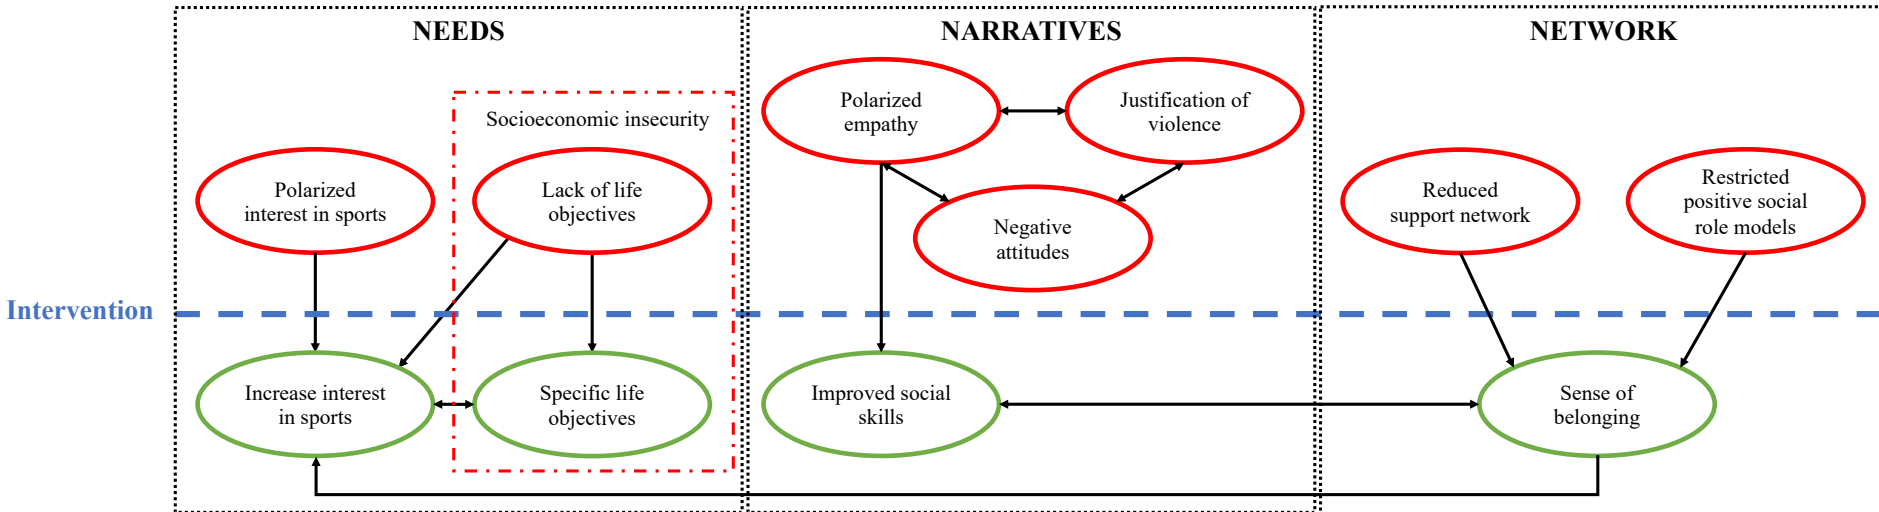 NEEDS
NARRATIVES
NETWORK
Socioeconomic insecurity
Polarized
interest in sports
Lack of life
objectives
Polarized
empathy
Justification of
violence
Negative
attitudes
Reduced
support network
Restricted
positive social
role models
Intervention
Increase interest
in sports
Specific life
objectives
Improved social
skills
Sense of
belonging